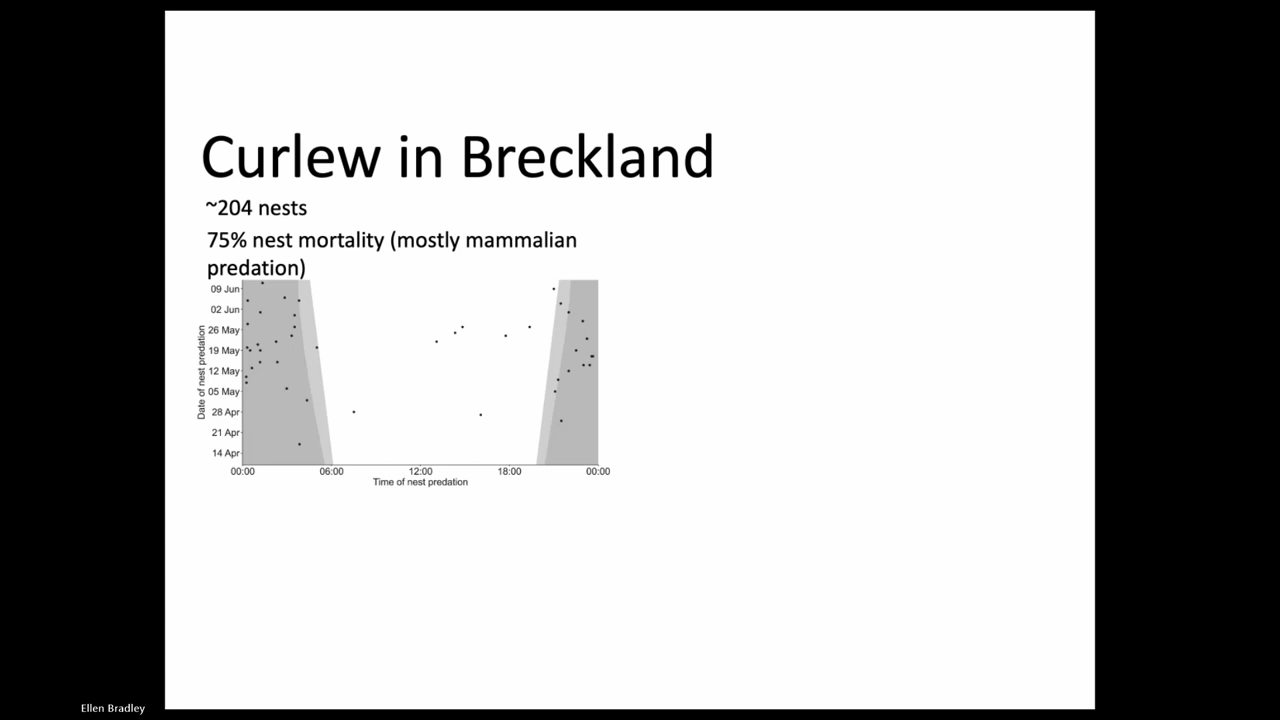 Curlew in Breckland
~204 nests
75% nest mortality (mostly mammalian
predation)
Date of nest predation
09 Jun
02 Jun
26 May
19 May
12 May
05 May
28 Apr
21 Apr
14 Apr
00:00 06:00 12:00 18:00 00:00
Time of nest predation
Ellen Bradley